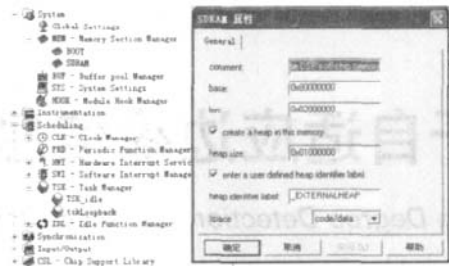 System
Global Settings
MEM - Memory Section Manager
BOOT
SDRAM
BUF - Buffer pool Manager
SYS - System Settings
HOOK - Module Hook Manager
Instrumentation
Scheduling
CLK - Clock Manager
PRD - Periodic Function Manager
HWI - Hardware Interrupt Servic
SWI - Software Interrupt Manage
TSK - Task Manager
TSK_idle
tskLoopback
IDL - Idle Function Manager
Synchronization
Input/Output
CSL - Chip Support Library
SDRAM 属性
General
comment:
base: 0x80000000
len: 0x02000000
create a heap in this memory
heap size: 0x01000000
enter a user defined heap identifier label
heap identifier label: _EXTERNALHEAP
space: code/data
确定 取消 帮助